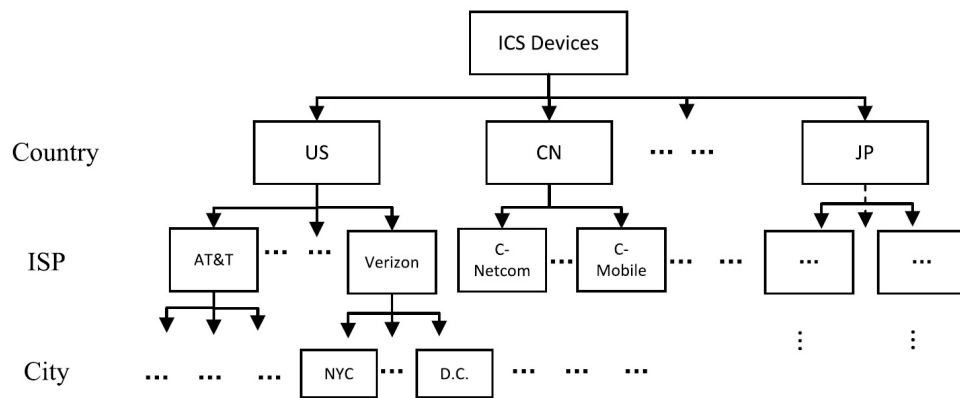 ICS Devices
Country
US
CN
... ...
JP
ISP
AT&T
... ...
Verizon
C-
Netcom
...
C-
Mobile
... ...
...
...
City
... ... ...
NYC
...
D.C.
... ... ...
...
...